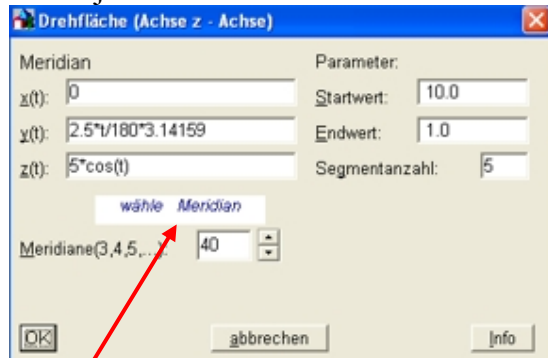 Drehfläche (Achse z - Achse)
Meridian
x(t): 0
y(t): 2.5*t/180*3.14159
z(t): 5*cos(t)
wähle Meridian
Meridiane(3,4,5,...): 40
Parameter:
Startwert: 10.0
Endwert: 1.0
Segmentanzahl: 5
OK
abbrechen
Info